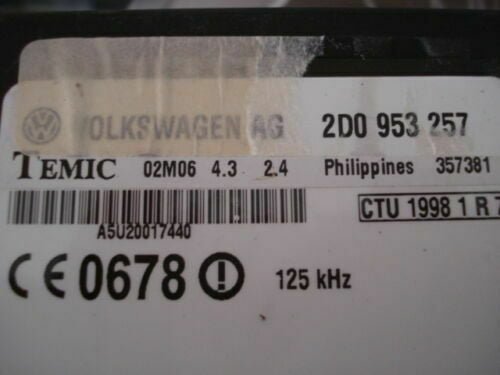 VOLKSWAGEN AG 2D0 953 257
TEMIC 02M06 4.3 2.4 Philippines 357381
A5U20017440
CTU 1998 1 R 7
CE 0678 125 kHz